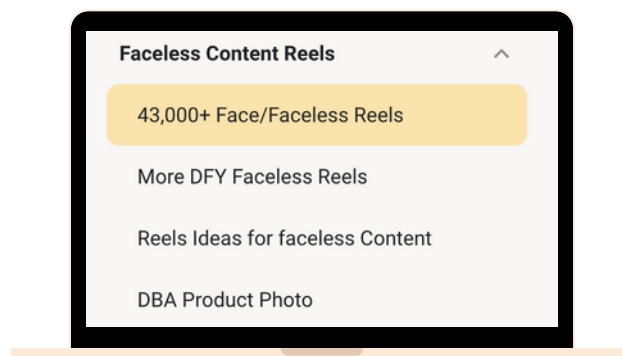 Faceless Content Reels
43,000+ Face/Faceless Reels
More DFY Faceless Reels
Reels Ideas for faceless Content
DBA Product Photo